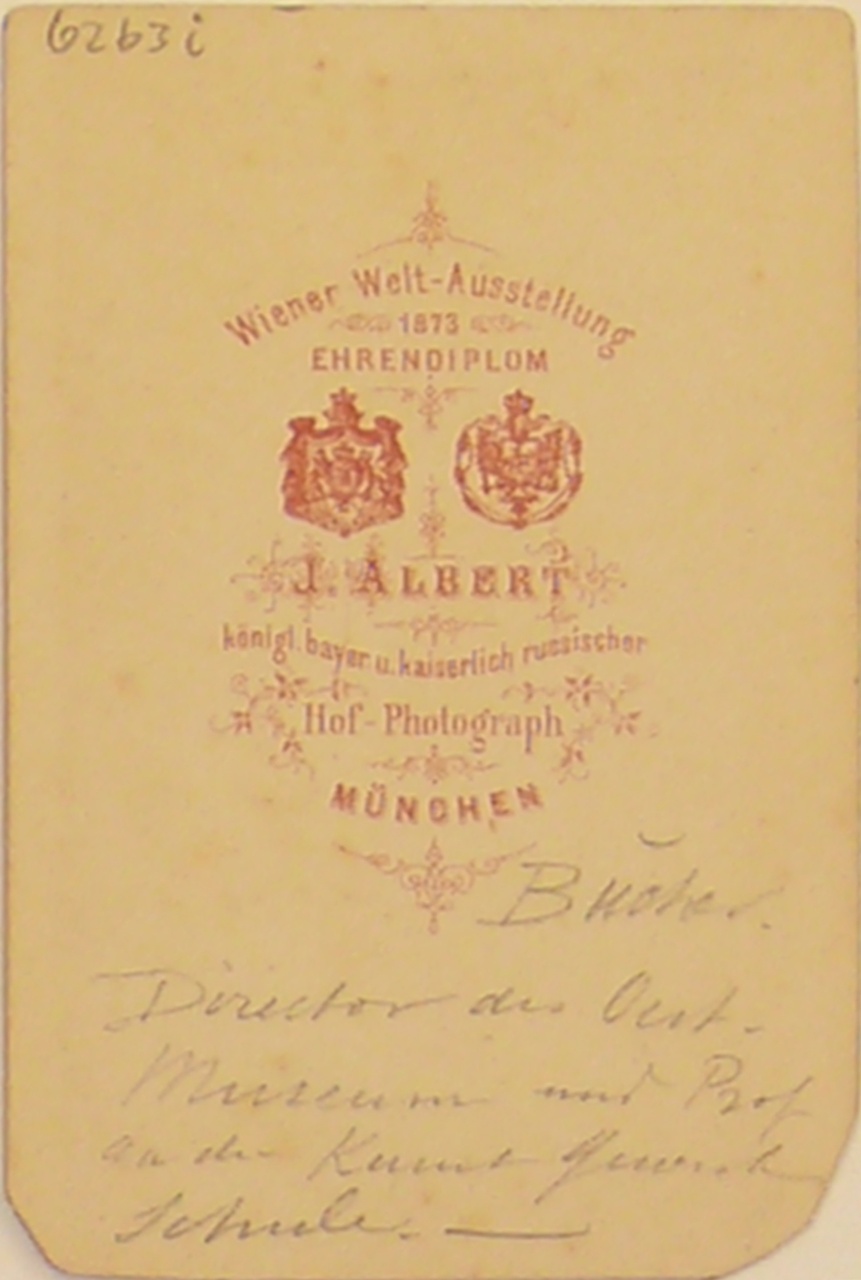 6263i
Wiener Welt-Ausstellung
1873
EHRENDIPLOM
J. ALBERT
königl. bayer u. kaiserlich russischer
Hof-Photograph
MÜNCHEN
Bucher.
Director des Oest.
Museum und Prof
an der Kunst Gewerb
Schule. —